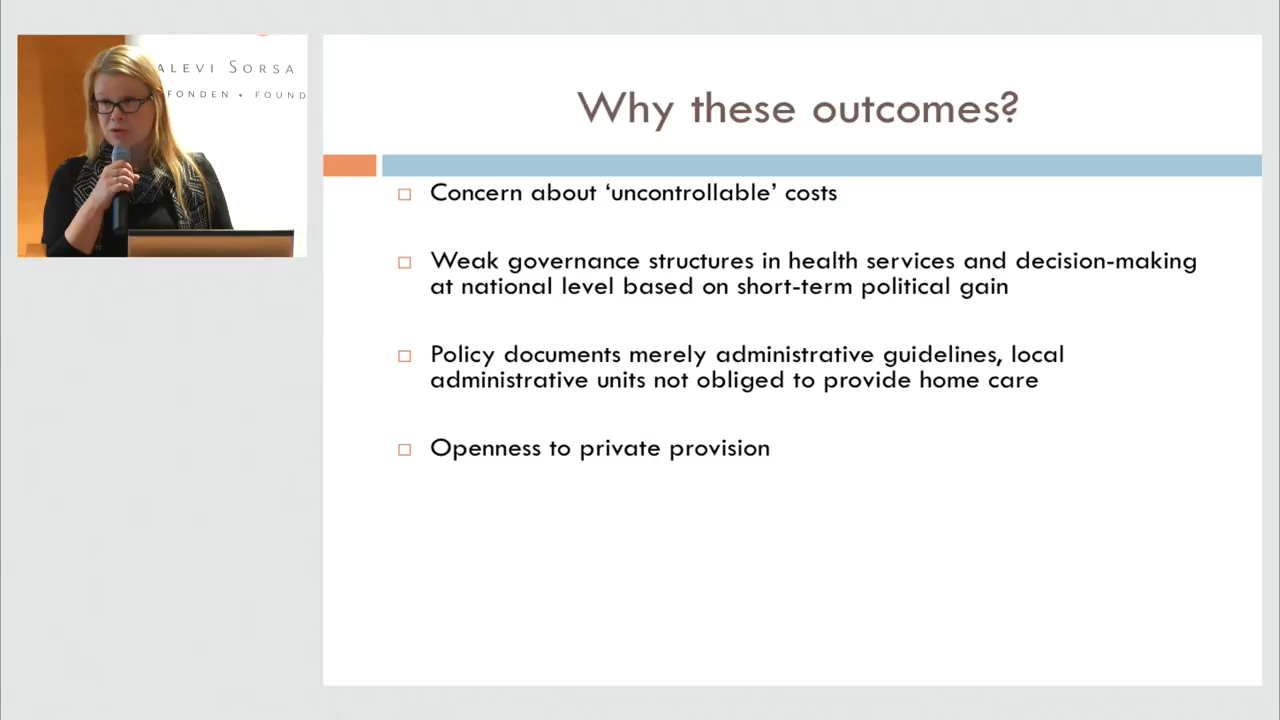 ALEVI SORSA
FONDEN • FOUND
Why these outcomes?
Concern about ‘uncontrollable’ costs
Weak governance structures in health services and decision-making
at national level based on short-term political gain
Policy documents merely administrative guidelines, local
administrative units not obliged to provide home care
Openness to private provision